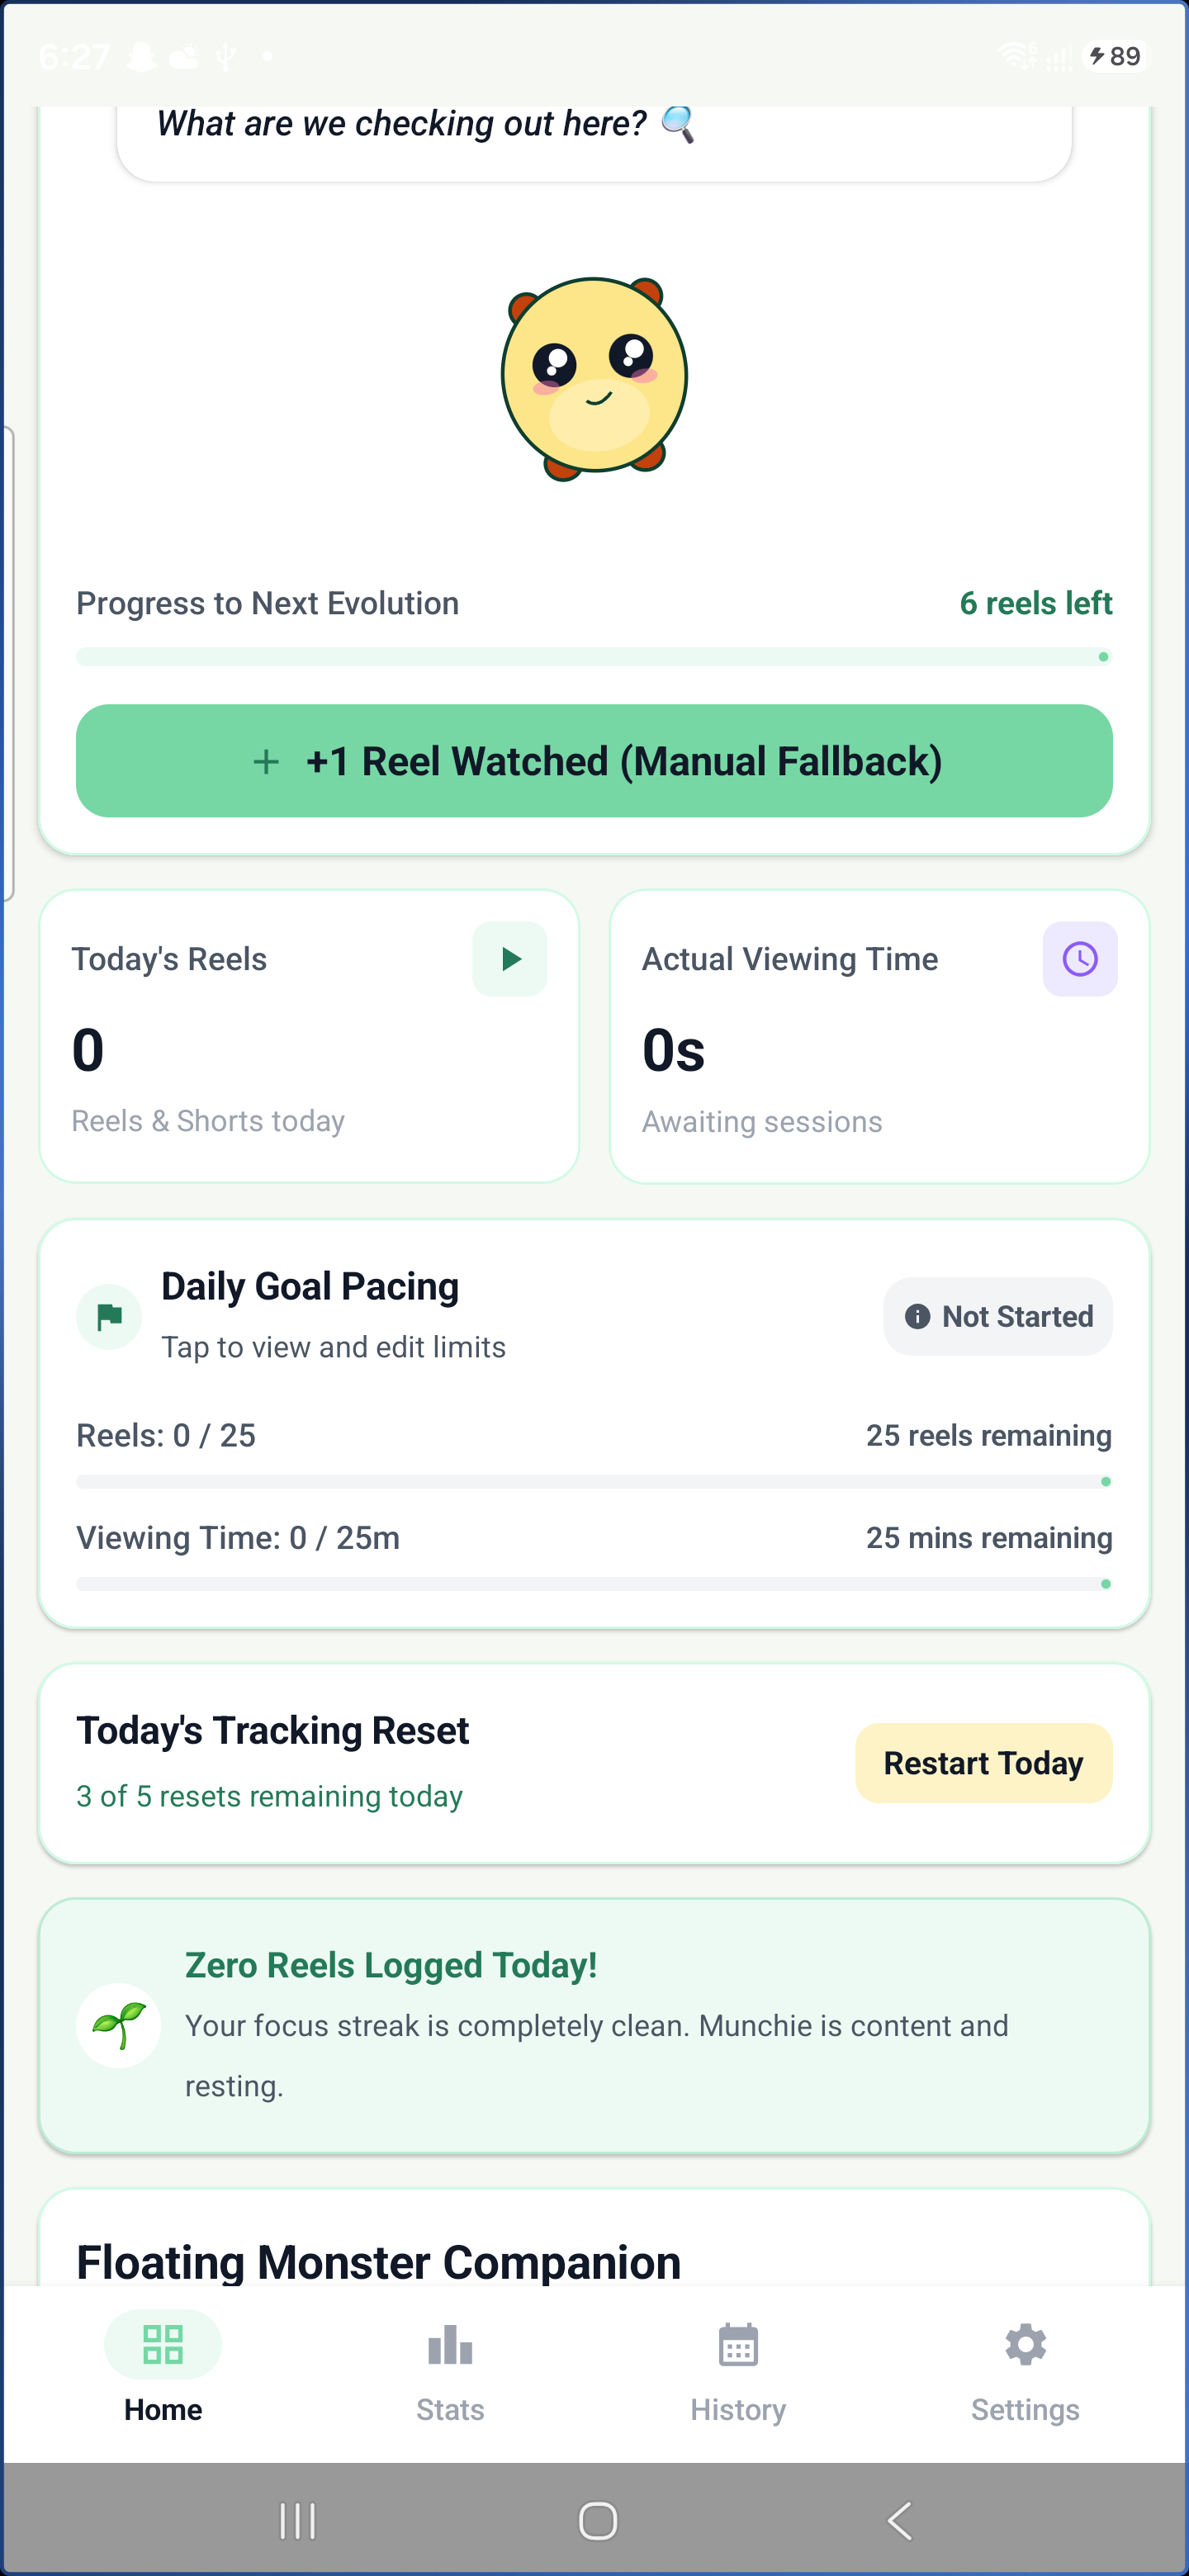 6:27
6
89
What are we checking out here? 🔍
Progress to Next Evolution
6 reels left
+ +1 Reel Watched (Manual Fallback)
Today's Reels
0
Reels & Shorts today
Actual Viewing Time
0s
Awaiting sessions
Daily Goal Pacing
Tap to view and edit limits
Not Started
Reels: 0 / 25
25 reels remaining
Viewing Time: 0 / 25m
25 mins remaining
Today's Tracking Reset
3 of 5 resets remaining today
Restart Today
Zero Reels Logged Today!
Your focus streak is completely clean. Munchie is content and
resting.
Floating Monster Companion
Home
Stats
History
Settings